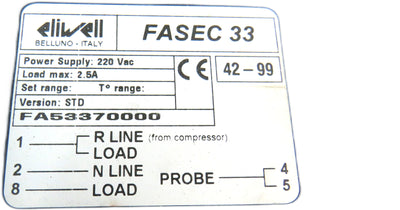 eliwell
BELLUNO - ITALY
FASEC 33
Power Supply: 220 Vac
Load max: 2.5A
Set range: T° range:
Version: STD
CE
42-99
FA53370000
1 R LINE (from compressor)
LOAD
2 N LINE
8 LOAD
PROBE 4
5